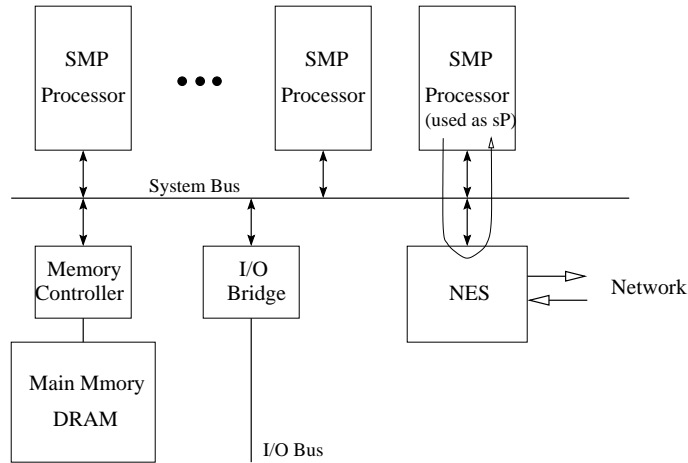 SMP
Processor
SMP
Processor
SMP
Processor
(used as sP)
System Bus
Memory
Controller
I/O
Bridge
NES
Network
Main Mmory
DRAM
I/O Bus